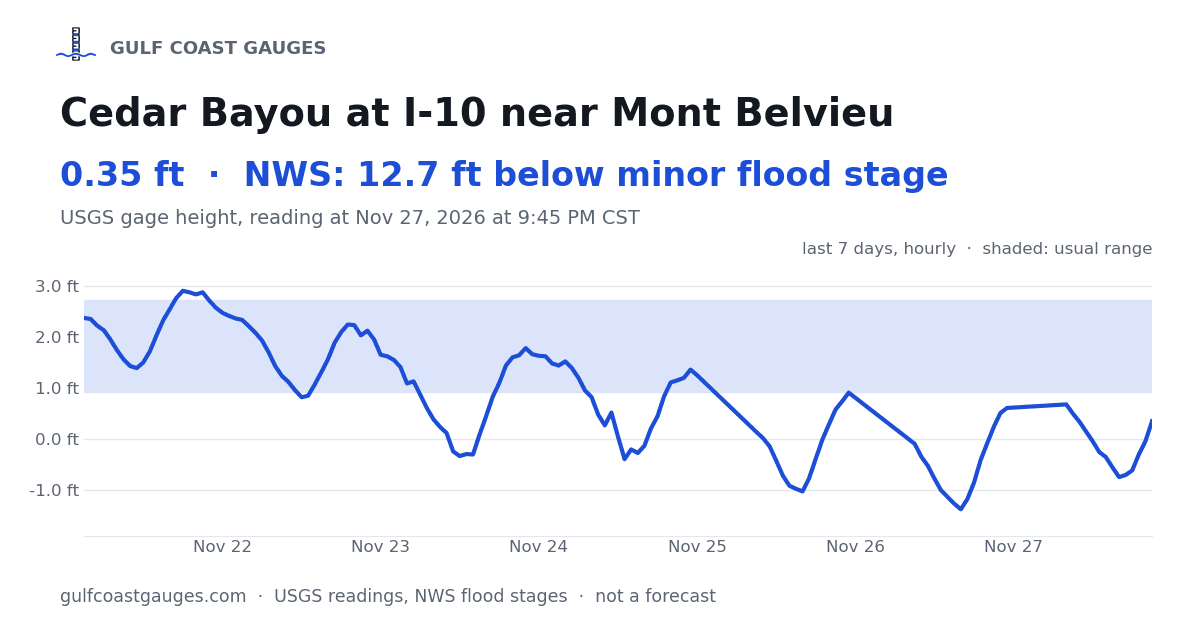 GULF COAST GAUGES
Cedar Bayou at I-10 near Mont Belvieu
0.35 ft · NWS: 12.7 ft below minor flood stage
USGS gage height, reading at Nov 27, 2026 at 9:45 PM CST
last 7 days, hourly · shaded: usual range
3.0 ft
2.0 ft
1.0 ft
0.0 ft
-1.0 ft
Nov 22 Nov 23 Nov 24 Nov 25 Nov 26 Nov 27
gulfcoastgauges.com · USGS readings, NWS flood stages · not a forecast